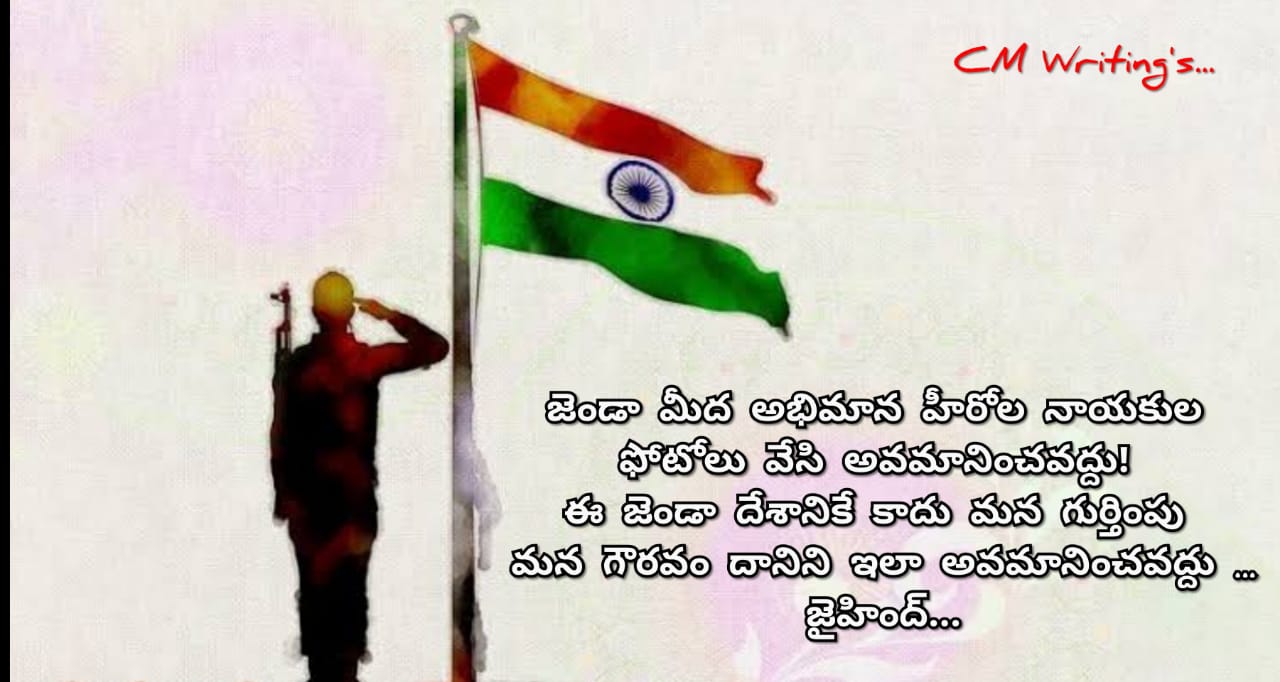 CM Writing's...
జెండా మీద అభిమాన హీరోల నాయకుల
ఫోటోలు వేసి అవమానించవద్దు!
ఈ జెండా దేశానికే కాదు మన గుర్తింపు
మన గౌరవం దానిని ఇలా అవమానించవద్దు ...
జైహింద్...